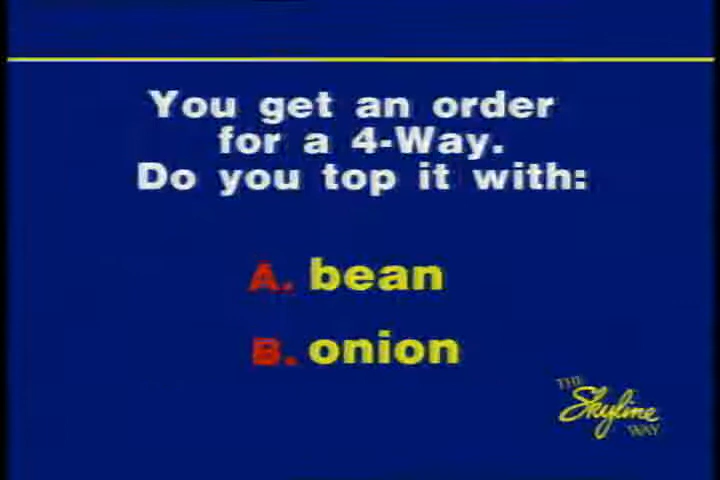 You get an order
for a 4-Way.
Do you top it with:
A. bean
B. onion
THE
Skyline
WAY